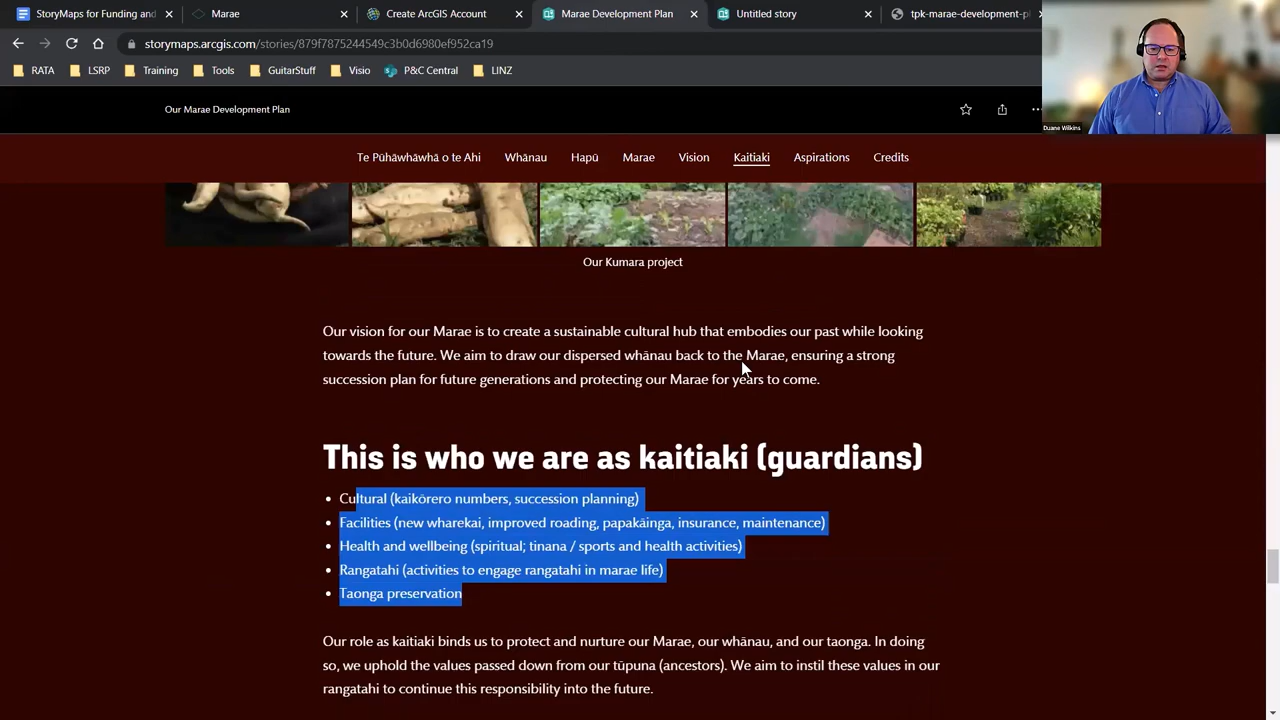 StoryMaps for Funding and
Marae
Create ArcGIS Account
Marae Development Plan
Untitled story
tpk-marae-development-pl
storymaps.arcgis.com/stories/879f7875244549c3b0d6980ef952ca19
RATA
LSRP
Training
Tools
GuitarStuff
Visio
P&C Central
LINZ
Duane Wilkins
Our Marae Development Plan
Te Pūhāwhāwhā o te Ahi
Whānau
Hapū
Marae
Vision
Kaitiaki
Aspirations
Credits
Our Kumara project
Our vision for our Marae is to create a sustainable cultural hub that embodies our past while looking
towards the future. We aim to draw our dispersed whānau back to the Marae, ensuring a strong
succession plan for future generations and protecting our Marae for years to come.
This is who we are as kaitiaki (guardians)
• Cultural (kaikōrero numbers, succession planning)
• Facilities (new wharekai, improved roading, papakāinga, insurance, maintenance)
• Health and wellbeing (spiritual; tinana / sports and health activities)
• Rangatahi (activities to engage rangatahi in marae life)
• Taonga preservation
Our role as kaitiaki binds us to protect and nurture our Marae, our whānau, and our taonga. In doing
so, we uphold the values passed down from our tūpuna (ancestors). We aim to instil these values in our
rangatahi to continue this responsibility into the future.